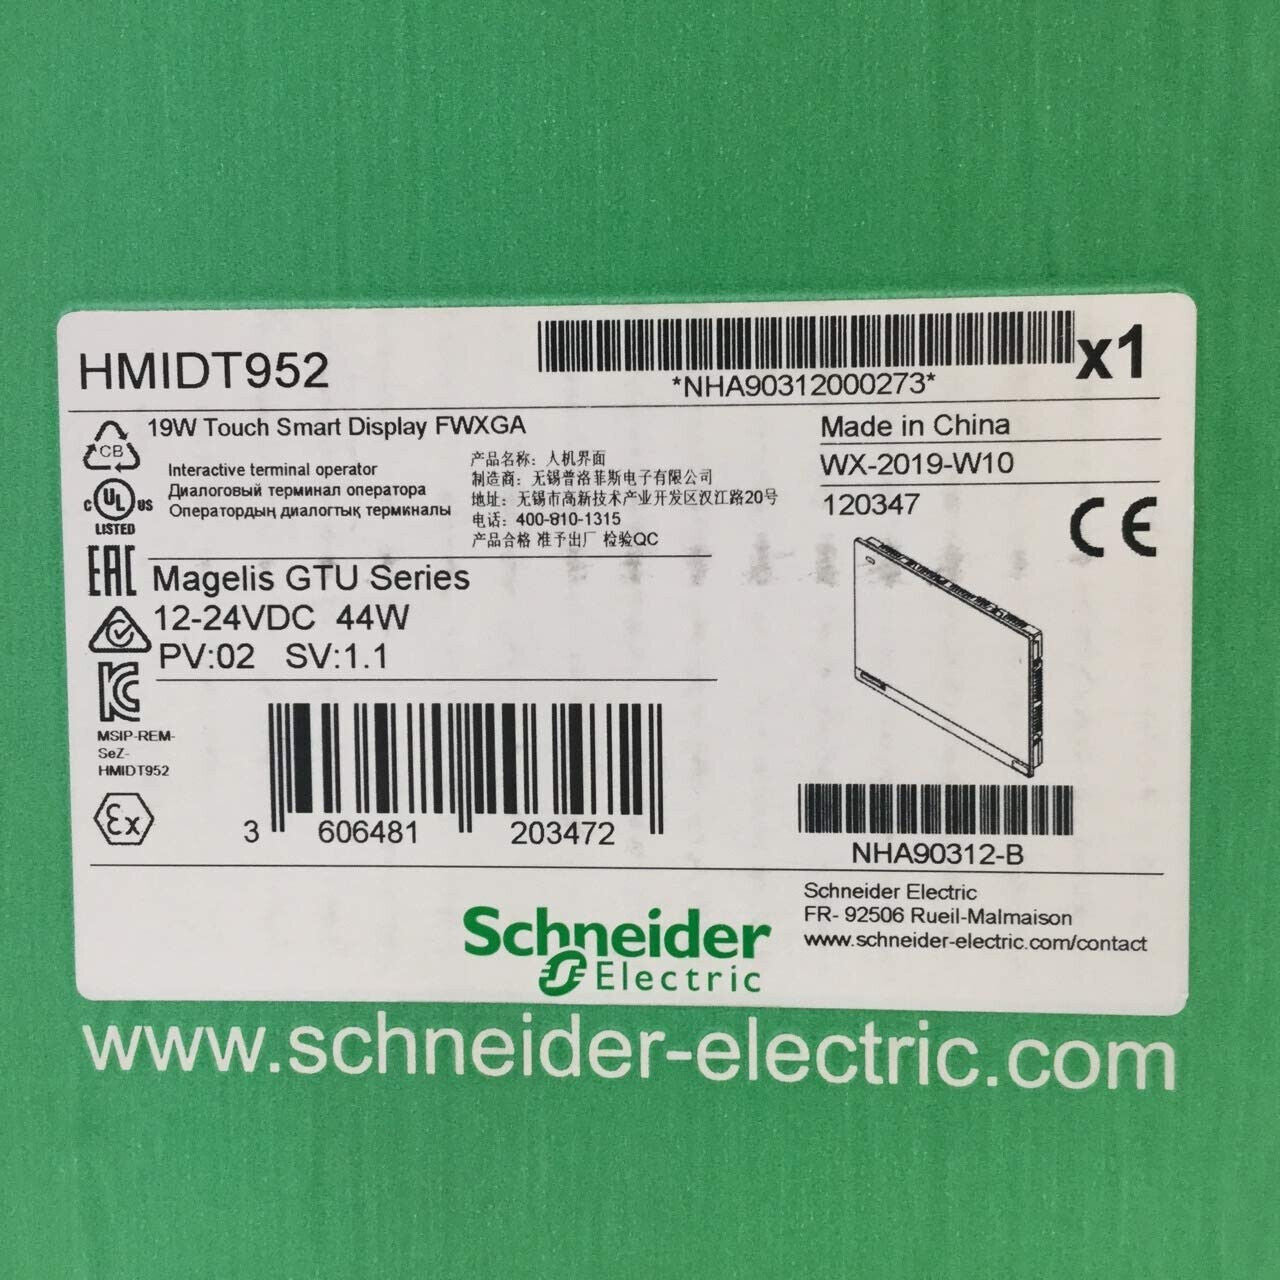 HMIDT952
*NHA90312000273*
x1
19W Touch Smart Display FWXGA
CB
Interactive terminal operator
Диалоговый терминал оператора
Оператордың диалогтық терминалы
产品名称：人机界面
制造商：无锡普洛菲斯电子有限公司
地址：无锡市高新技术产业开发区汉江路20号
电话：400-810-1315
产品合格 准予出厂 检验QC
Made in China
WX-2019-W10
120347
CE
C UL US
LISTED
EAC
Magelis GTU Series
12-24VDC 44W
PV:02 SV:1.1
KC
MSIP-REM-
SeZ-
HMIDT952
Ex
3 606481 203472
NHA90312-B
Schneider
Electric
Schneider Electric
FR- 92506 Rueil-Malmaison
www.schneider-electric.com/contact
www.schneider-electric.com